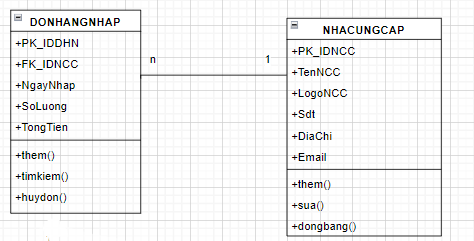 DONHANGNHAP
+PK_IDDHN
+FK_IDNCC
+NgayNhap
+SoLuong
+TongTien
+them()
+timkiem()
+huydon()
n
1
NHACUNGCAP
+PK_IDNCC
+TenNCC
+LogoNCC
+Sdt
+DiaChi
+Email
+them()
+sua()
+dongbang()